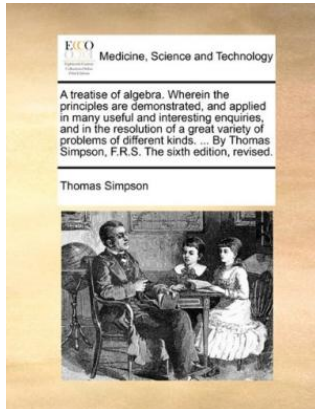 ECCO
Medicine, Science and Technology
A treatise of algebra. Wherein the
principles are demonstrated, and applied
in many useful and interesting enquiries,
and in the resolution of a great variety of
problems of different kinds. ... By Thomas
Simpson, F.R.S. The sixth edition, revised.
Thomas Simpson